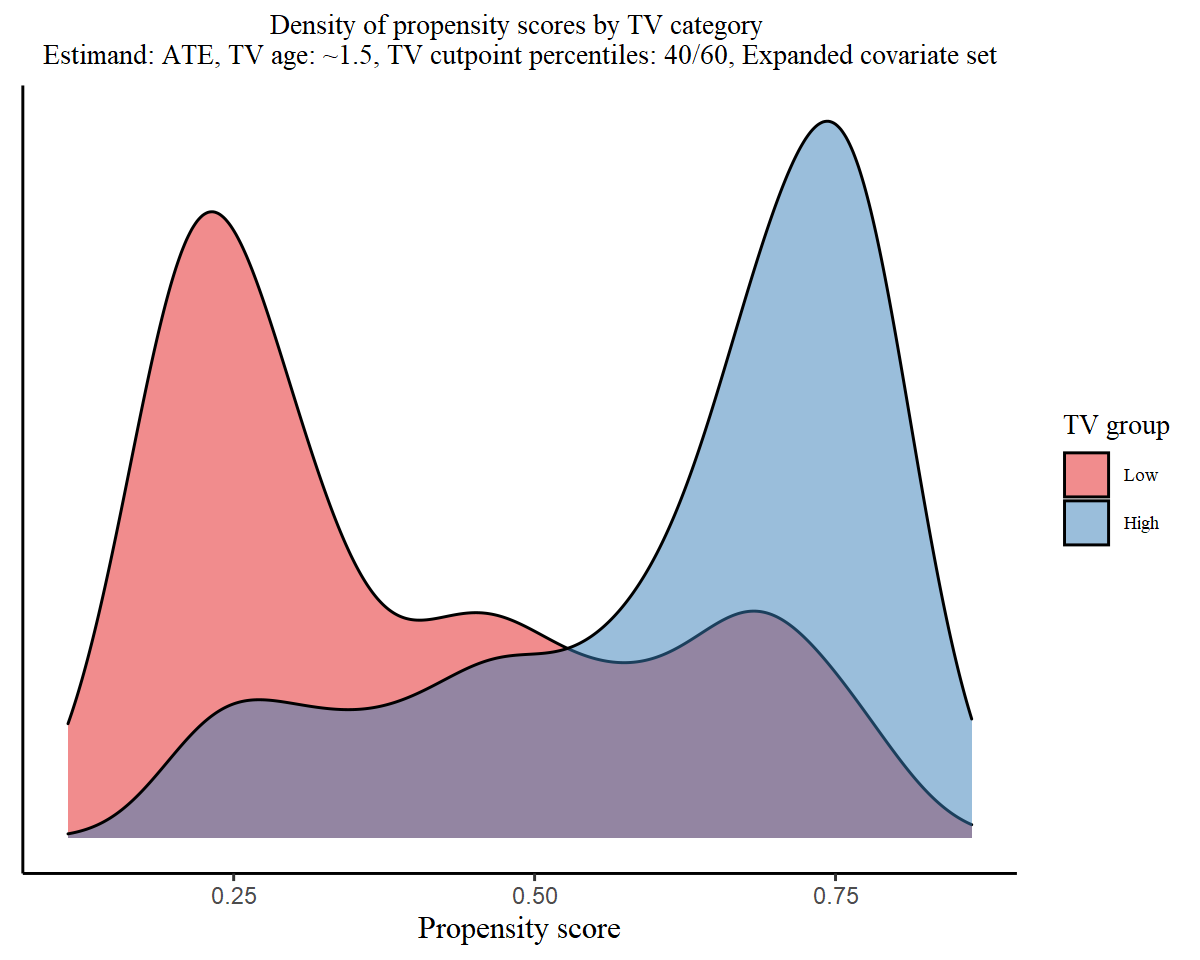 Density of propensity scores by TV category
Estimand: ATE, TV age: ~1.5, TV cutpoint percentiles: 40/60, Expanded covariate set
TV group
Low
High
0.25 0.50 0.75
Propensity score